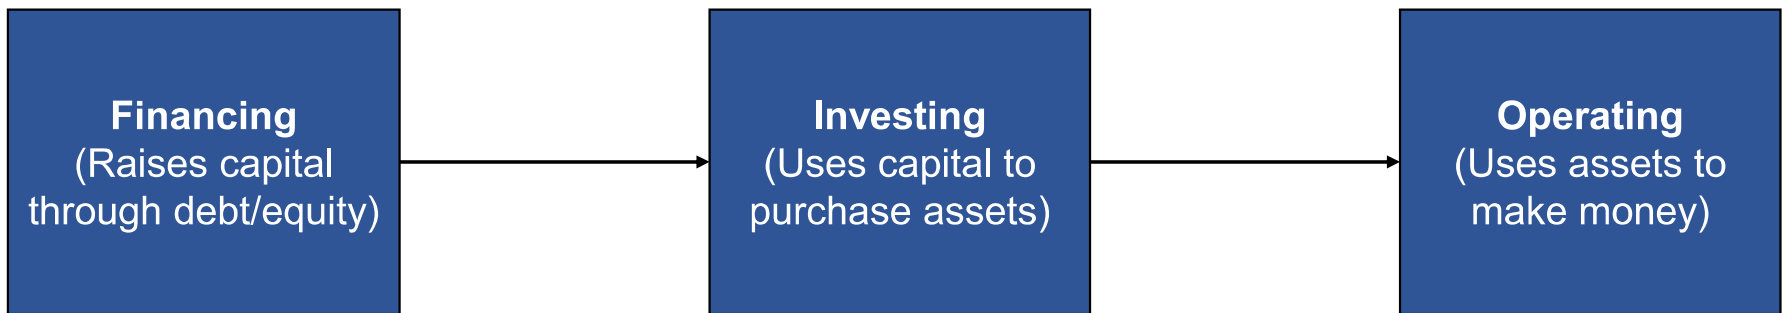 Financing
(Raises capital
through debt/equity)
Investing
(Uses capital to
purchase assets)
Operating
(Uses assets to
make money)